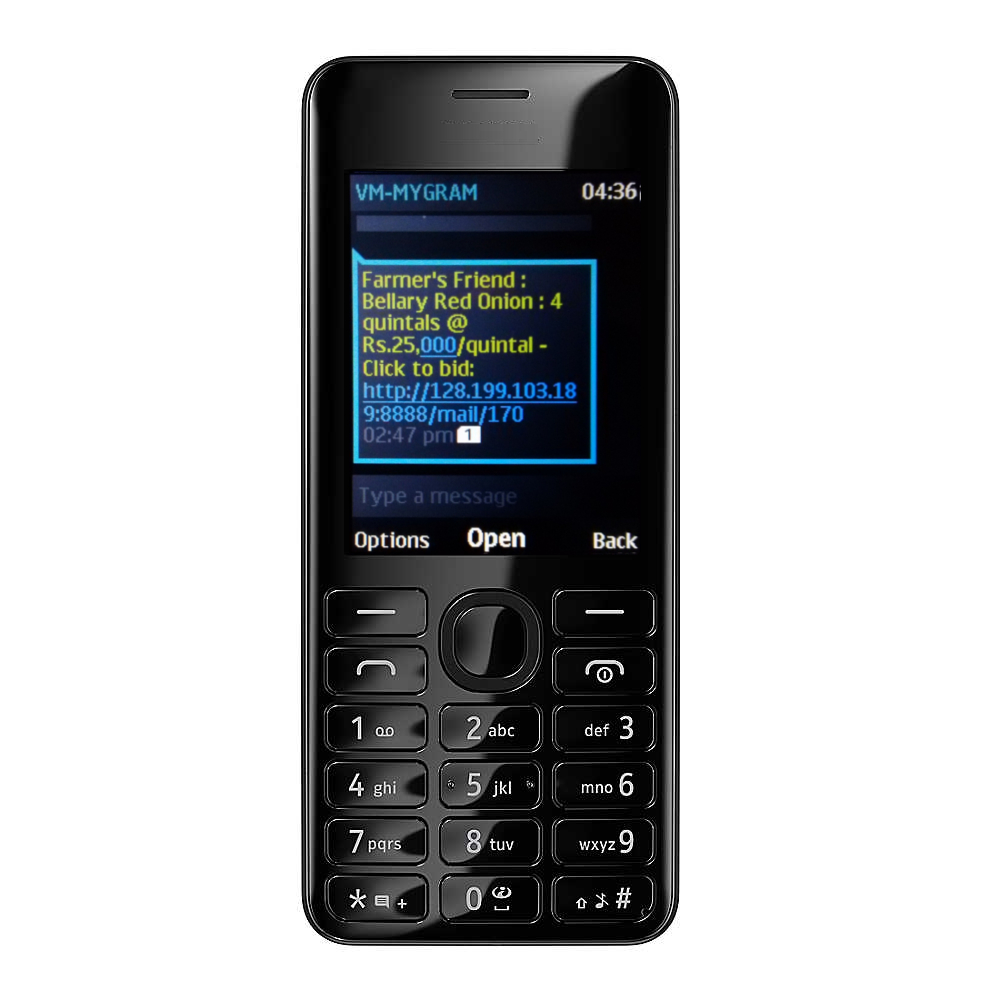 VM-MYGRAM 04:36
Farmer's Friend :
Bellary Red Onion : 4
quintals @
Rs.25,000/quintal -
Click to bid:
http://128.199.103.18
9:8888/mail/170
02:47 pm 1
Type a message
Options Open Back
1
2 abc
def 3
4 ghi
5 jkl
mno 6
7 pqrs
8 tuv
wxyz 9
* +
0
#